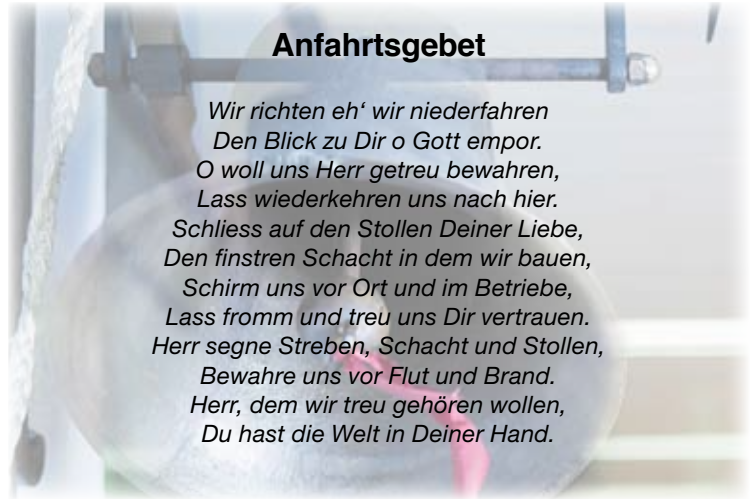 Anfahrtsgebet
Wir richten eh‘ wir niederfahren
Den Blick zu Dir o Gott empor.
O woll uns Herr getreu bewahren,
Lass wiederkehren uns nach hier.
Schliess auf den Stollen Deiner Liebe,
Den finstren Schacht in dem wir bauen,
Schirm uns vor Ort und im Betriebe,
Lass fromm und treu uns Dir vertrauen.
Herr segne Streben, Schacht und Stollen,
Bewahre uns vor Flut und Brand.
Herr, dem wir treu gehören wollen,
Du hast die Welt in Deiner Hand.